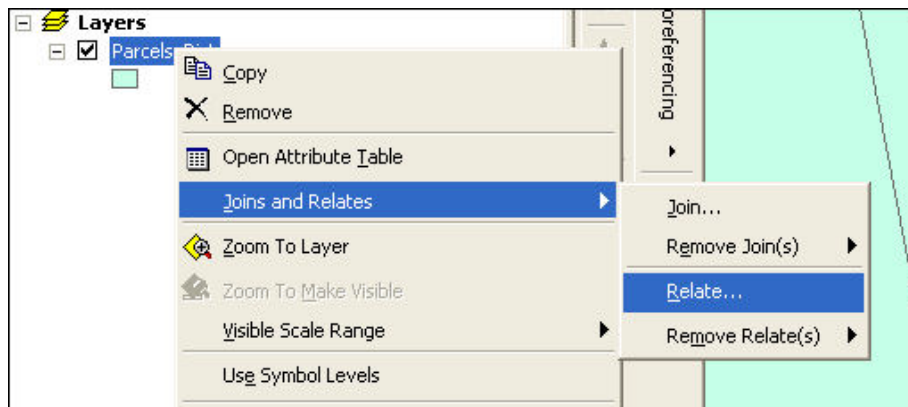 Layers
Parcels
Copy
Remove
Open Attribute Table
Joins and Relates
Zoom To Layer
Zoom To Make Visible
Visible Scale Range
Use Symbol Levels
Join...
Remove Join(s)
Relate...
Remove Relate(s)
oreferencing